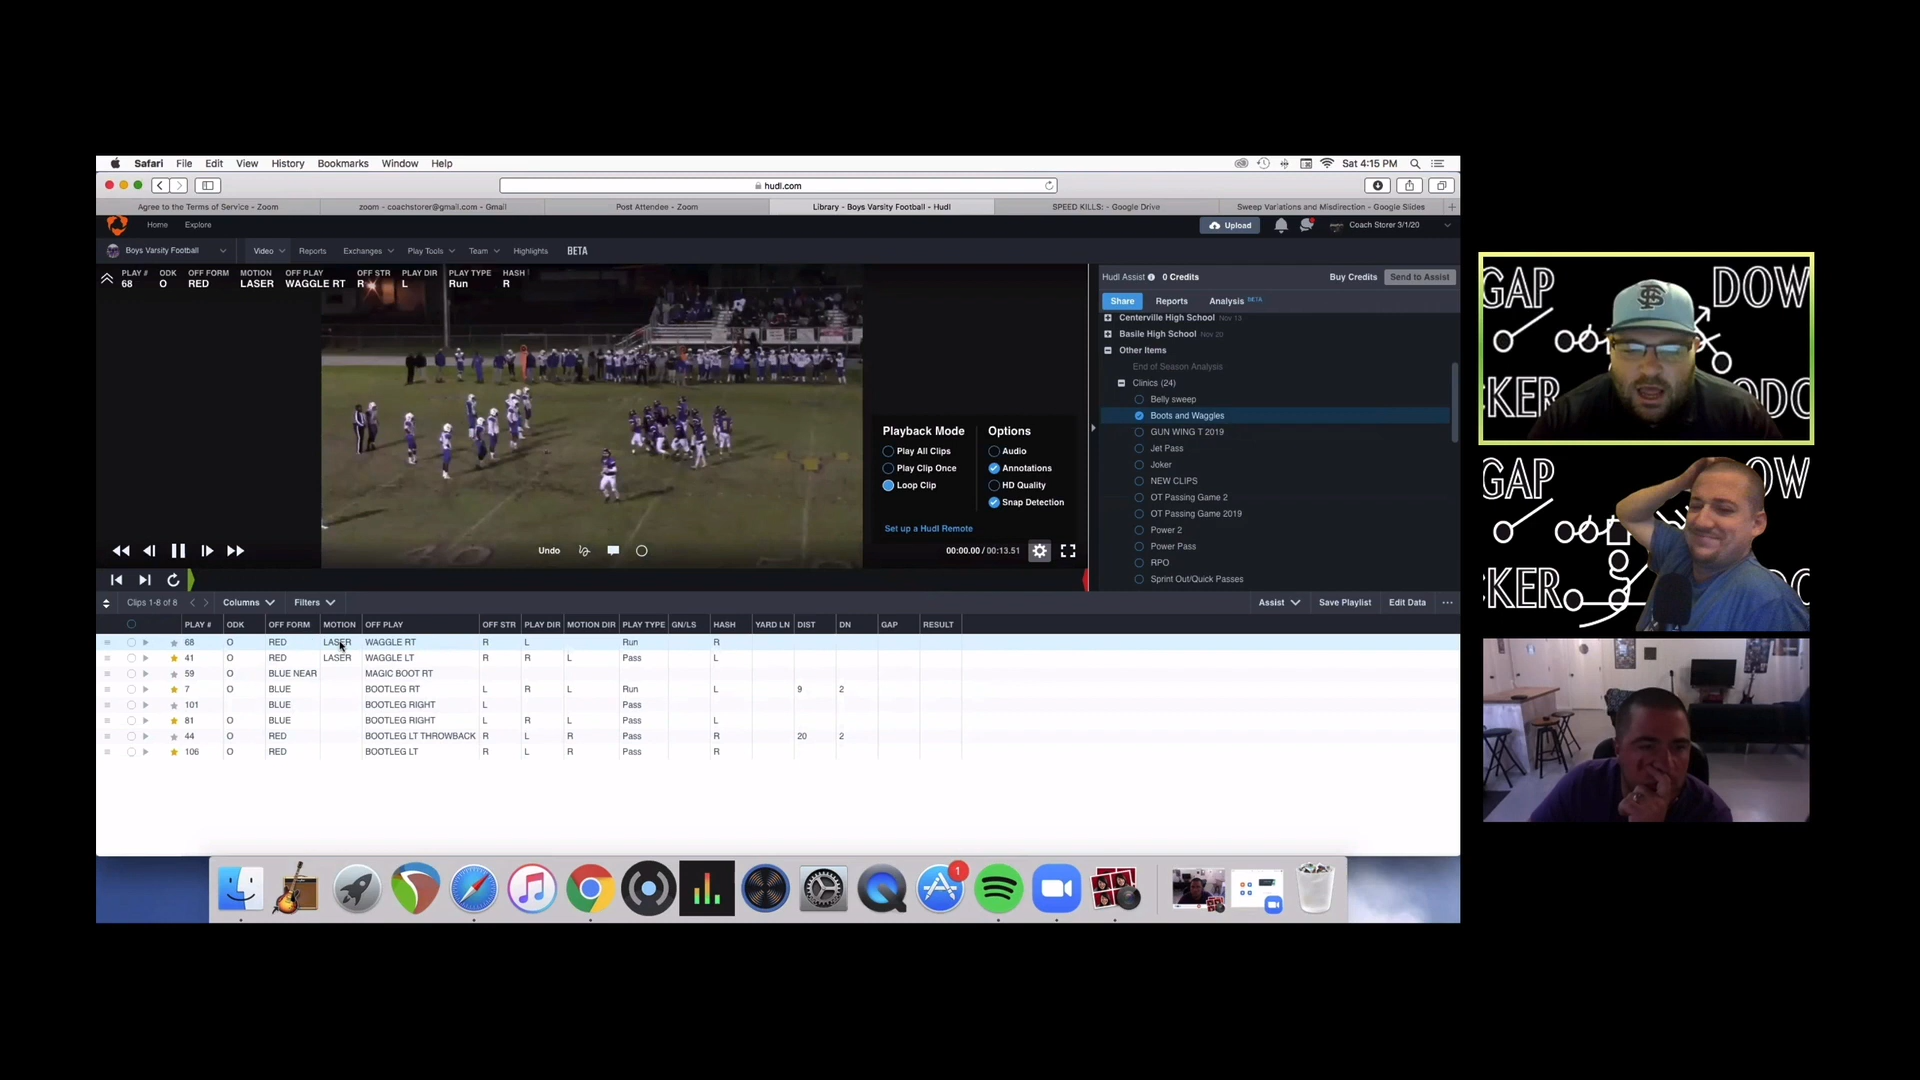 Safari File Edit View History Bookmarks Window Help Sat 4:15 PM
hudl.com
Agree to the Terms of Service - Zoom zoom - coachstorer@gmail.com - Gmail Post Attendee - Zoom Library - Boys Varsity Football - Hudl SPEED KILLS: - Google Drive Sweep Variations and Misdirection - Google Slides
Home Explore Upload Coach Storer 3/1/20
Boys Varsity Football Video Reports Exchanges Play Tools Team Highlights BETA
PLAY # ODK OFF FORM MOTION OFF PLAY OFF STR PLAY DIR PLAY TYPE HASH
68 O RED LASER WAGGLE RT R L Run R
Hudl Assist 0 Credits Buy Credits Send to Assist
Share Reports Analysis BETA
Centerville High School Nov 13
Basile High School Nov 20
Other Items
End of Season Analysis
Clinics (24)
Belly sweep
Boots and Waggles
GUN WING T 2019
Jet Pass
Joker
NEW CLIPS
OT Passing Game 2
OT Passing Game 2019
Power 2
Power Pass
RPO
Sprint Out/Quick Passes
Playback Mode Options
Play All Clips Audio
Play Clip Once Annotations
Loop Clip HD Quality
Snap Detection
Set up a Hudl Remote
Undo 00:00.00 / 00:13.51
Clips 1-8 of 8 Columns Filters Assist Save Playlist Edit Data
PLAY # ODK OFF FORM MOTION OFF PLAY OFF STR PLAY DIR MOTION DIR PLAY TYPE GN/LS HASH YARD LN DIST DN GAP RESULT
68 O RED LASER WAGGLE RT R L Run R
41 O RED LASER WAGGLE LT R R L Pass L
59 BLUE NEAR MAGIC BOOT RT
7 O BLUE BOOTLEG RT L R L Run L 9 2
101 BLUE BOOTLEG RIGHT L Pass
81 O BLUE BOOTLEG RIGHT L R L Pass L
44 O RED BOOTLEG LT THROWBACK R L R Pass R 20 2
106 O RED BOOTLEG LT R L R Pass R
1
GAP DOW
CKER DOC
GAP OW
CKER